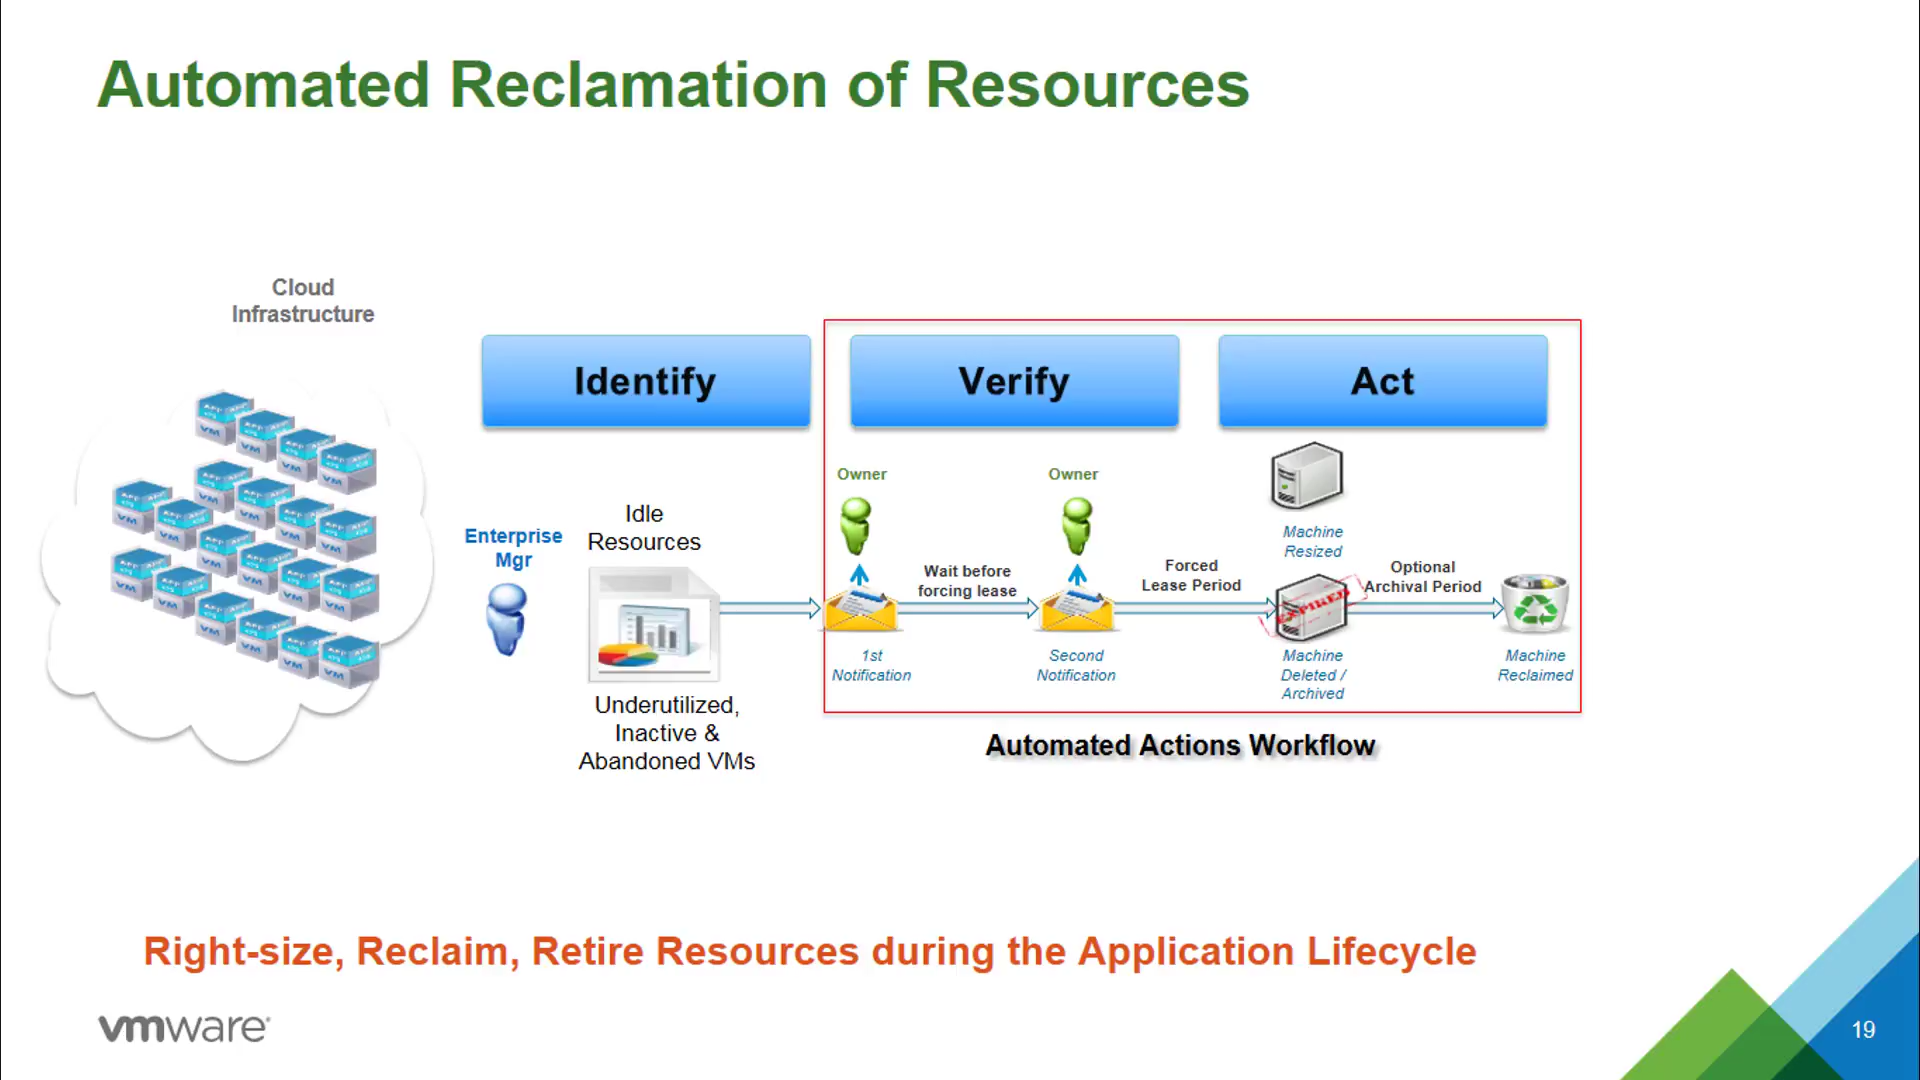 Automated Reclamation of Resources
Cloud
Infrastructure
Identify
Verify
Act
Owner
Owner
Enterprise
Mgr
Idle
Resources
Underutilized,
Inactive &
Abandoned VMs
Wait before
forcing lease
Forced
Lease Period
Machine
Resized
Optional
Archival Period
EXPIRED
1st
Notification
Second
Notification
Machine
Deleted /
Archived
Machine
Reclaimed
Automated Actions Workflow
Right-size, Reclaim, Retire Resources during the Application Lifecycle
vmware
19